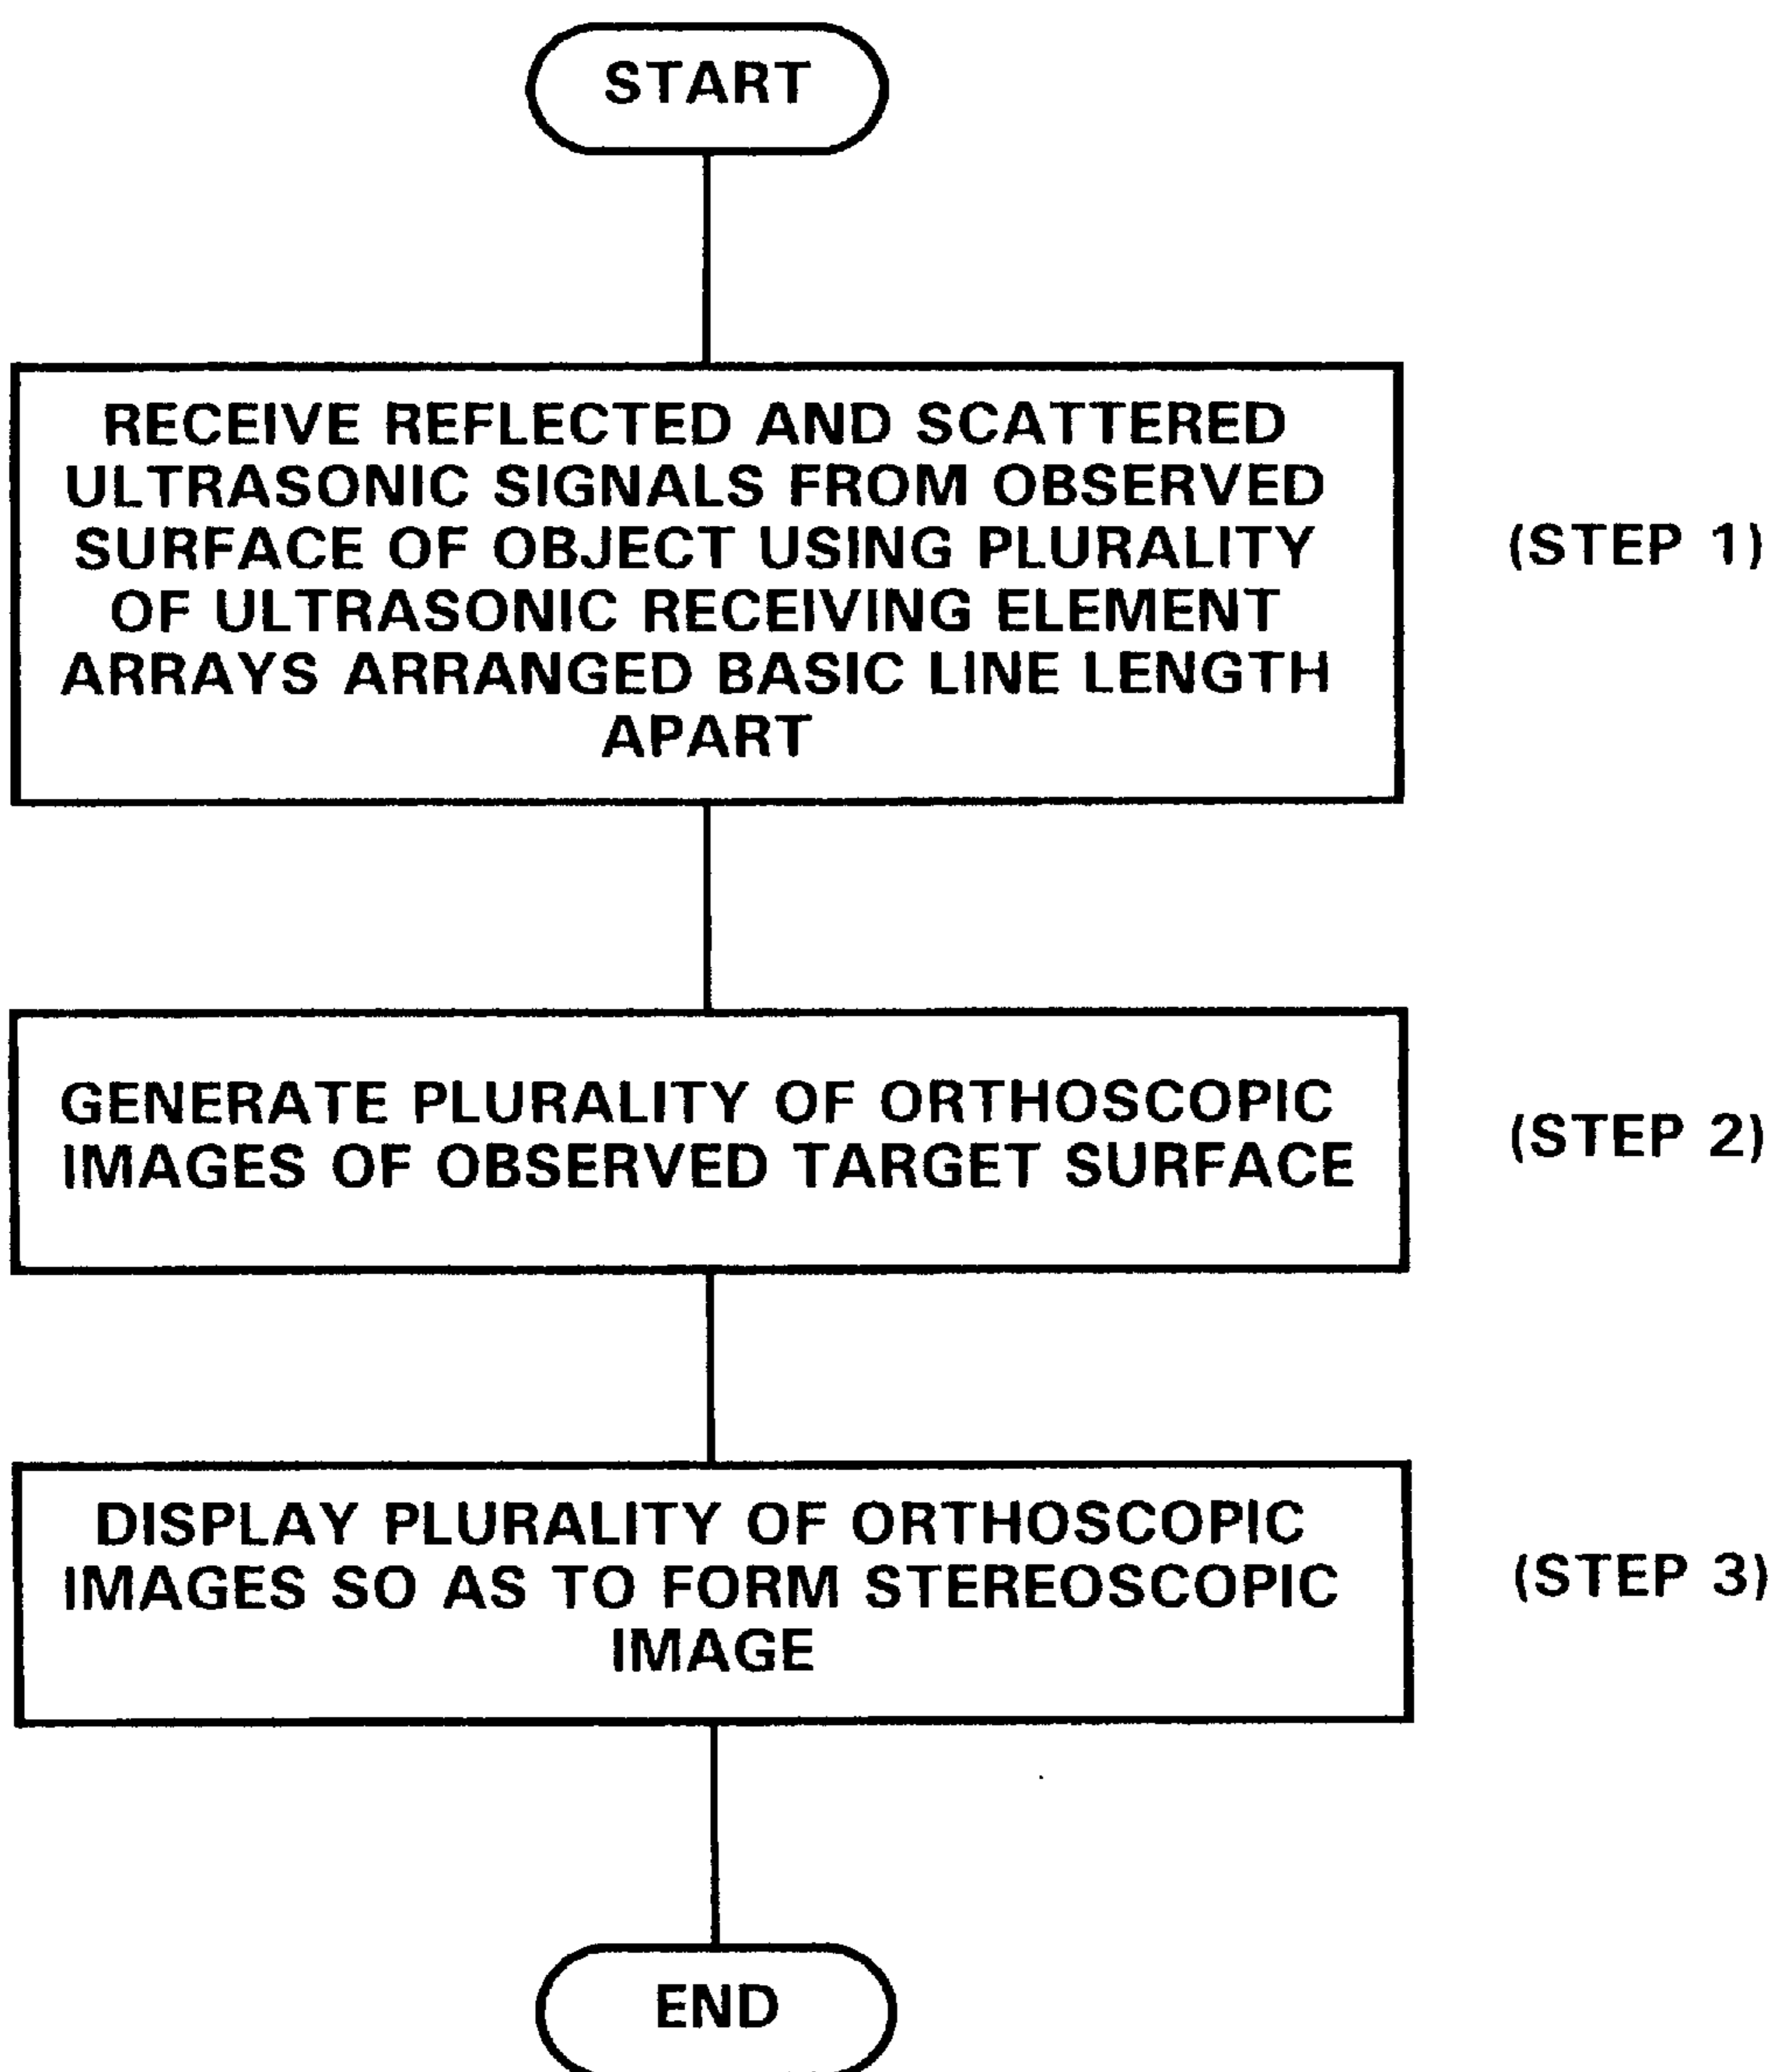 START
RECEIVE REFLECTED AND SCATTERED
ULTRASONIC SIGNALS FROM OBSERVED
SURFACE OF OBJECT USING PLURALITY
OF ULTRASONIC RECEIVING ELEMENT
ARRAYS ARRANGED BASIC LINE LENGTH
APART
(STEP 1)
GENERATE PLURALITY OF ORTHOSCOPIC
IMAGES OF OBSERVED TARGET SURFACE
(STEP 2)
DISPLAY PLURALITY OF ORTHOSCOPIC
IMAGES SO AS TO FORM STEREOSCOPIC
IMAGE
(STEP 3)
END